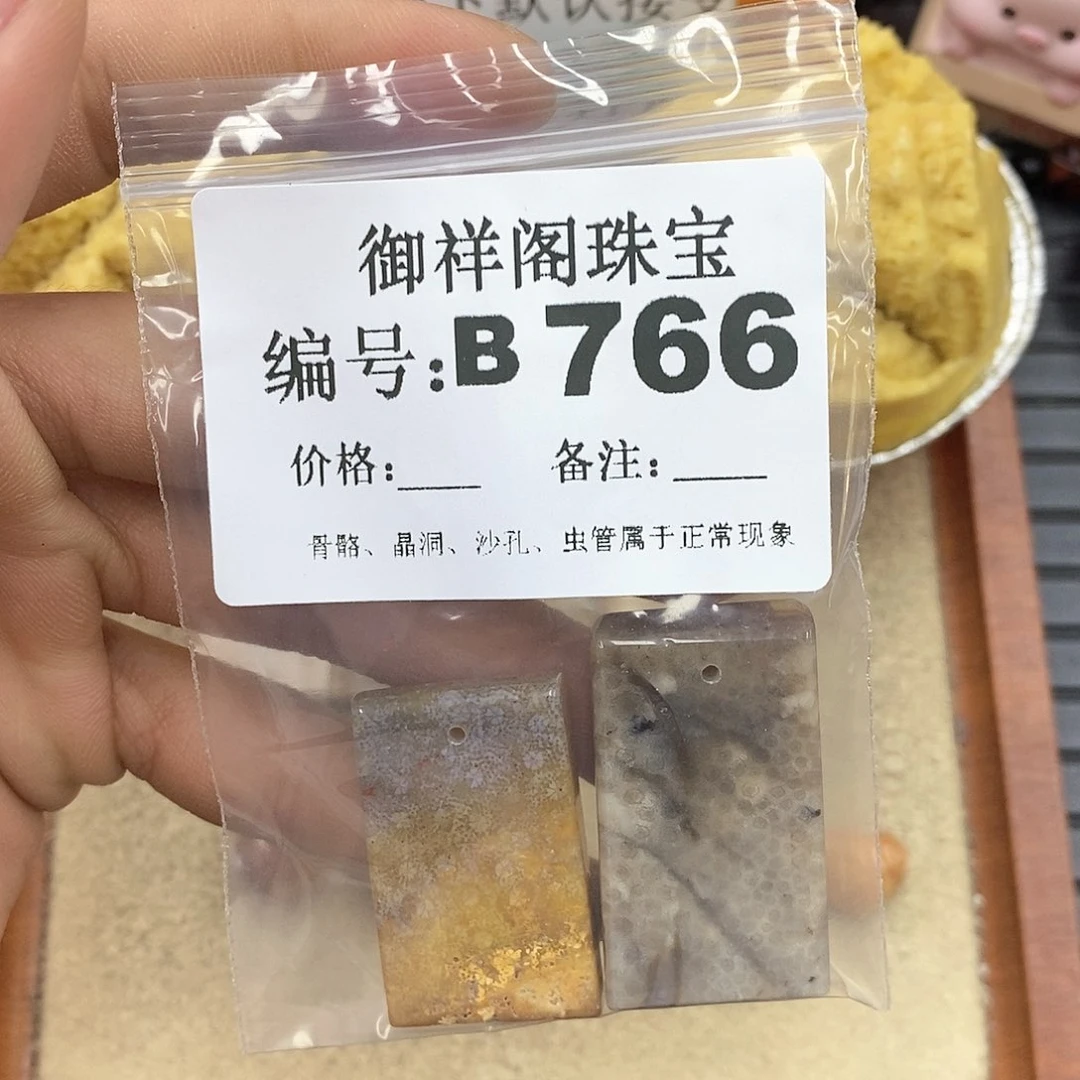 御祥阁珠宝
编号:B 766
价格:____ 备注:____
骨骼、晶洞、沙孔、虫管属于正常现象